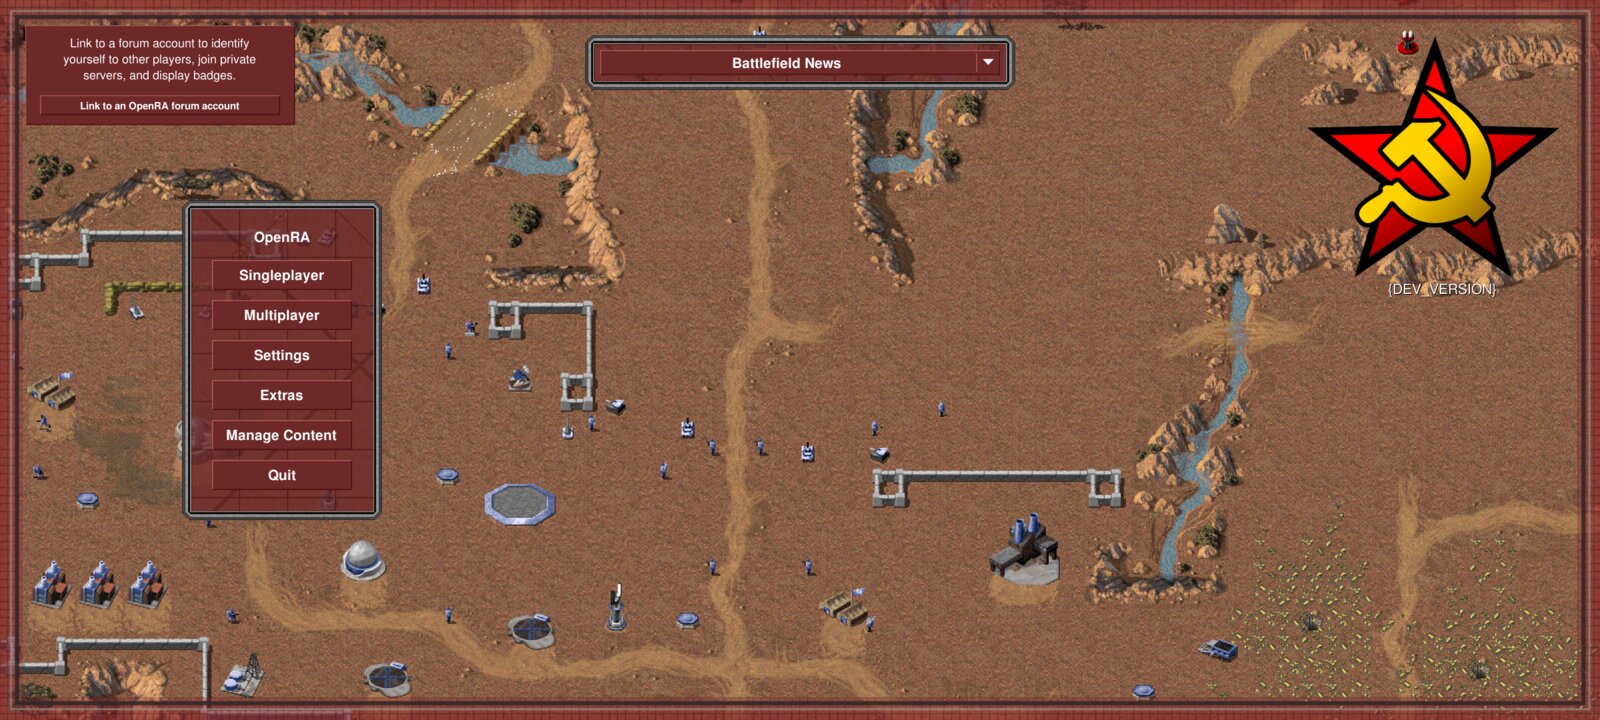 Link to a forum account to identify
yourself to other players, join private
servers, and display badges.
Link to an OpenRA forum account
Battlefield News
OpenRA
Singleplayer
Multiplayer
Settings
Extras
Manage Content
Quit
{DEV_VERSION}